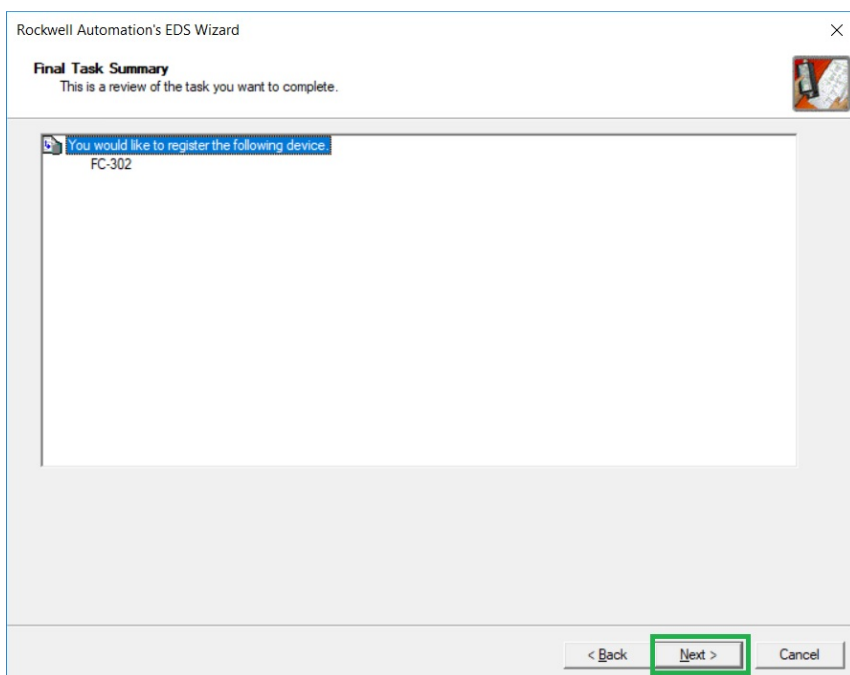 Rockwell Automation's EDS Wizard
Final Task Summary
This is a review of the task you want to complete.
You would like to register the following device.
FC-302
< Back
Next >
Cancel